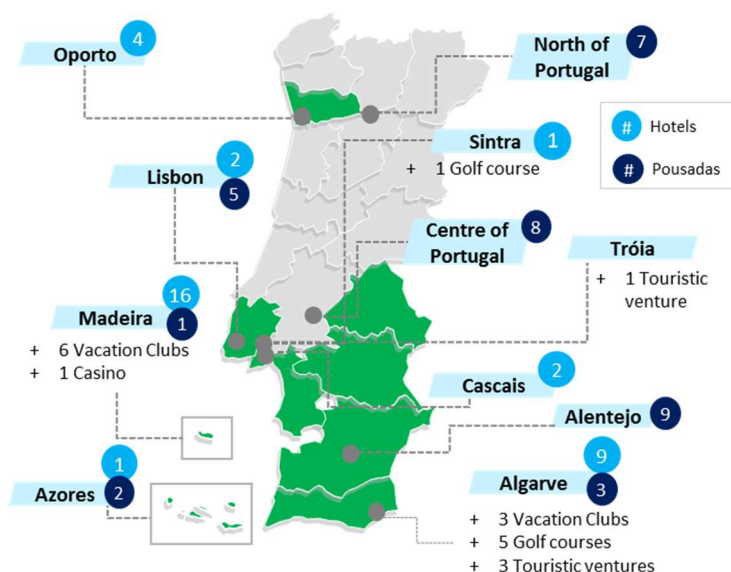 4
Oporto
7
North of
Portugal
# Hotels
# Pousadas
1
Sintra
+ 1 Golf course
2
Lisbon
5
8
Centre of
Portugal
Tróia
+ 1 Touristic
venture
16
Madeira
1
+ 6 Vacation Clubs
+ 1 Casino
2
Cascais
9
Alentejo
1
Azores
2
9
Algarve
3
+ 3 Vacation Clubs
+ 5 Golf courses
+ 3 Touristic ventures